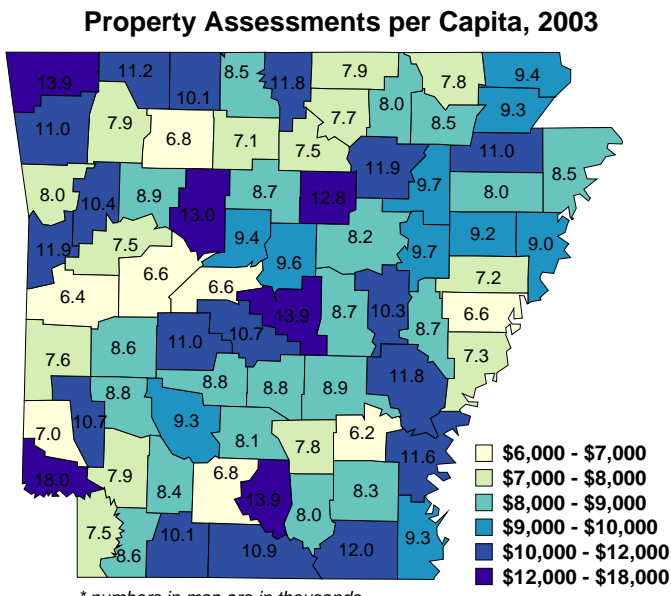 Property Assessments per Capita, 2003
13.9 11.2 10.1 8.5 11.8 7.9 7.8 9.4
11.0 7.9 6.8 7.1 7.5 7.7 8.0 8.5 9.3
8.0 10.4 8.9 13.0 8.7 12.8 11.9 9.7 11.0 8.0 8.5
11.9 7.5 9.4 9.6 8.2 9.7 9.2 9.0
6.4 6.6 6.6 13.9 8.7 10.3 8.7 7.2 6.6
7.6 8.6 11.0 10.7 7.3
8.8 8.8 8.8 8.9 11.8
7.0 10.7 9.3 8.1 7.8 6.2 11.6
18.0 7.9 8.4 6.8 13.9 8.0 8.3
7.5 8.6 10.1 10.9 12.0 9.3
$6,000 - $7,000
$7,000 - $8,000
$8,000 - $9,000
$9,000 - $10,000
$10,000 - $12,000
$12,000 - $18,000
* numbers in map are in thousands